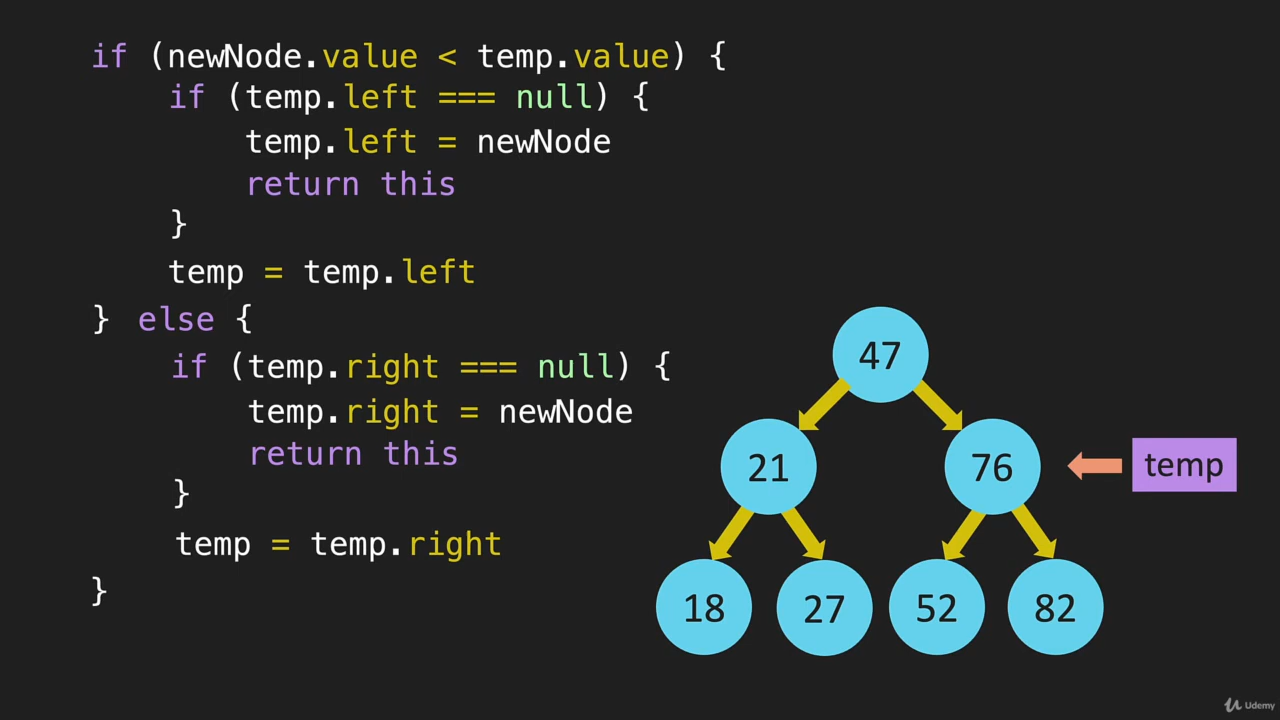 if (newNode.value < temp.value) {
if (temp.left === null) {
temp.left = newNode
return this
}
temp = temp.left
} else {
if (temp.right === null) {
temp.right = newNode
return this
}
temp = temp.right
}
47
21
76
temp
18
27
52
82
Udemy